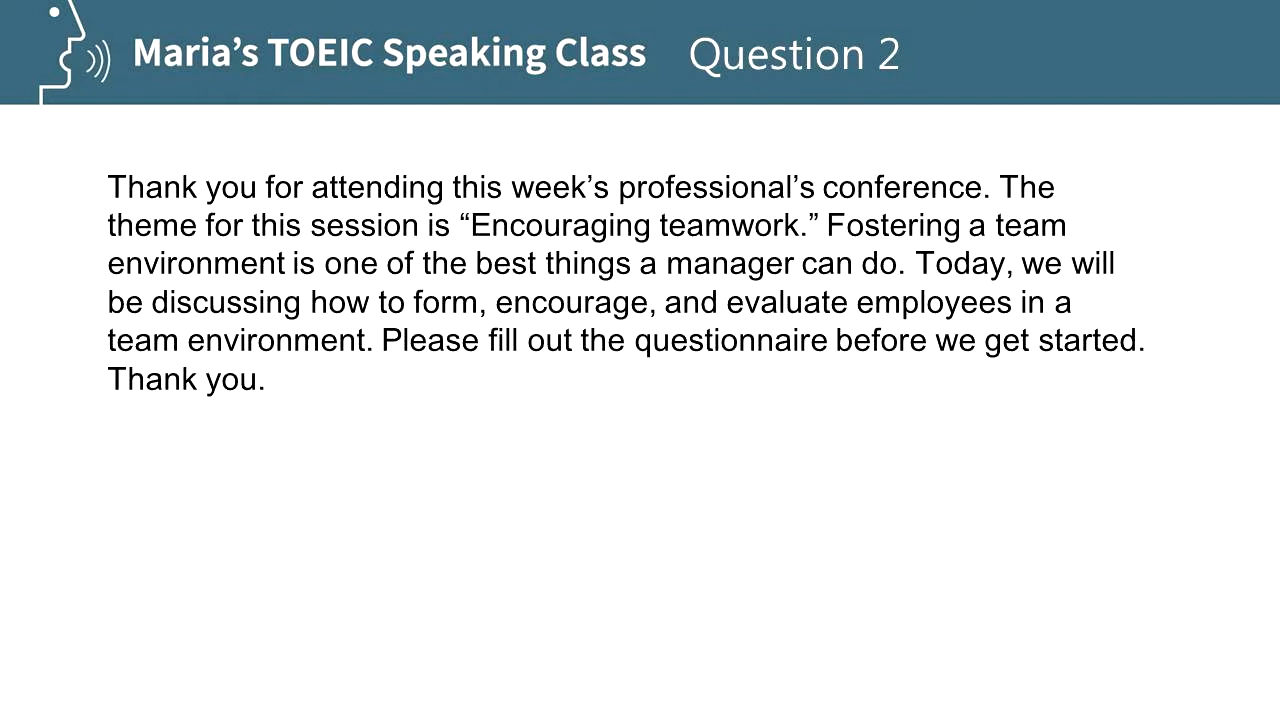 Maria’s TOEIC Speaking Class Question 2
Thank you for attending this week’s professional’s conference. The
theme for this session is “Encouraging teamwork.” Fostering a team
environment is one of the best things a manager can do. Today, we will
be discussing how to form, encourage, and evaluate employees in a
team environment. Please fill out the questionnaire before we get started.
Thank you.